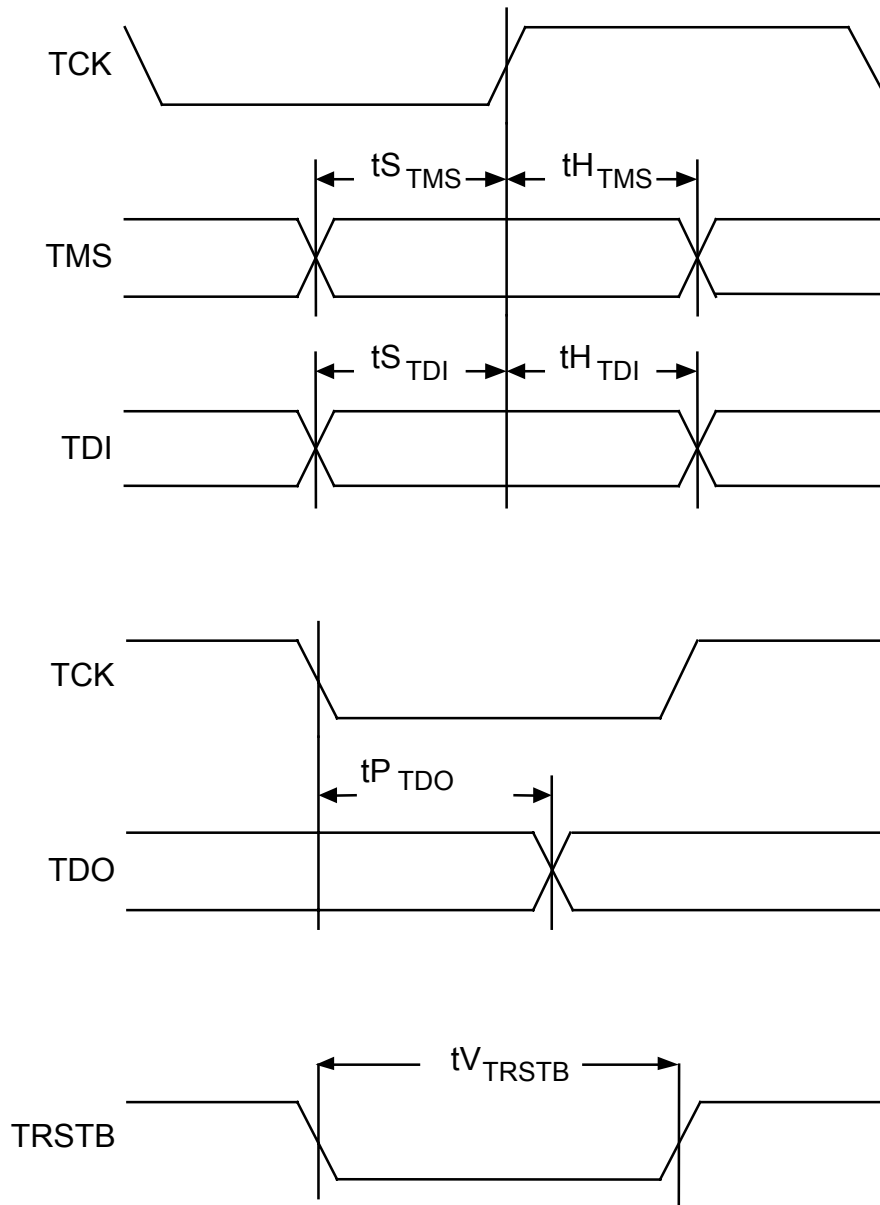 TCK
tS TMS tH TMS
TMS
tS TDI tH TDI
TDI
TCK
tP TDO
TDO
tV TRSTB
TRSTB